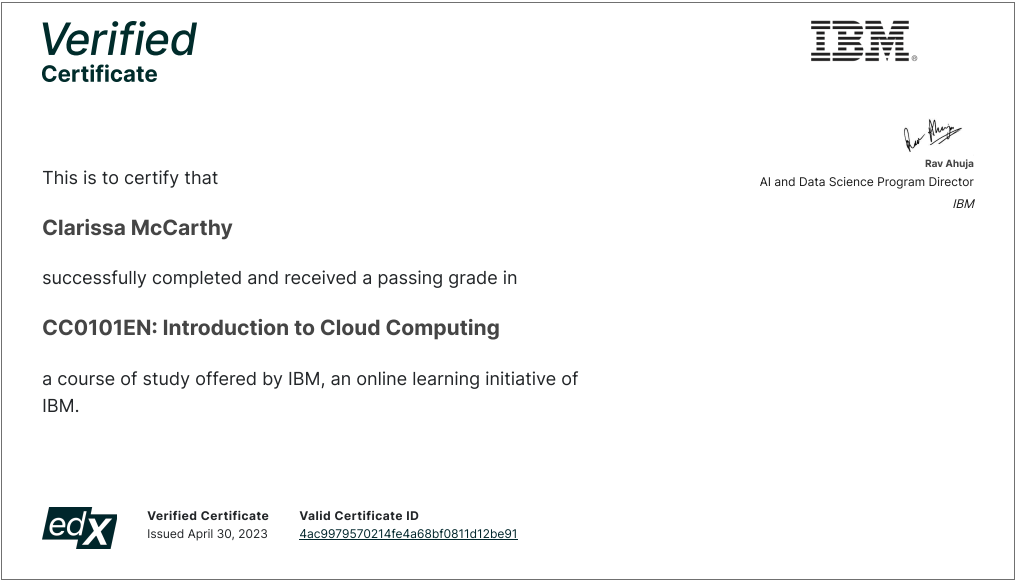 Verified
Certificate
IBM®
Rav Ahuja
Rav Ahuja
AI and Data Science Program Director
IBM
This is to certify that
Clarissa McCarthy
successfully completed and received a passing grade in
CC0101EN: Introduction to Cloud Computing
a course of study offered by IBM, an online learning initiative of
IBM.
edX
Verified Certificate
Issued April 30, 2023
Valid Certificate ID
4ac9979570214fe4a68bf0811d12be91